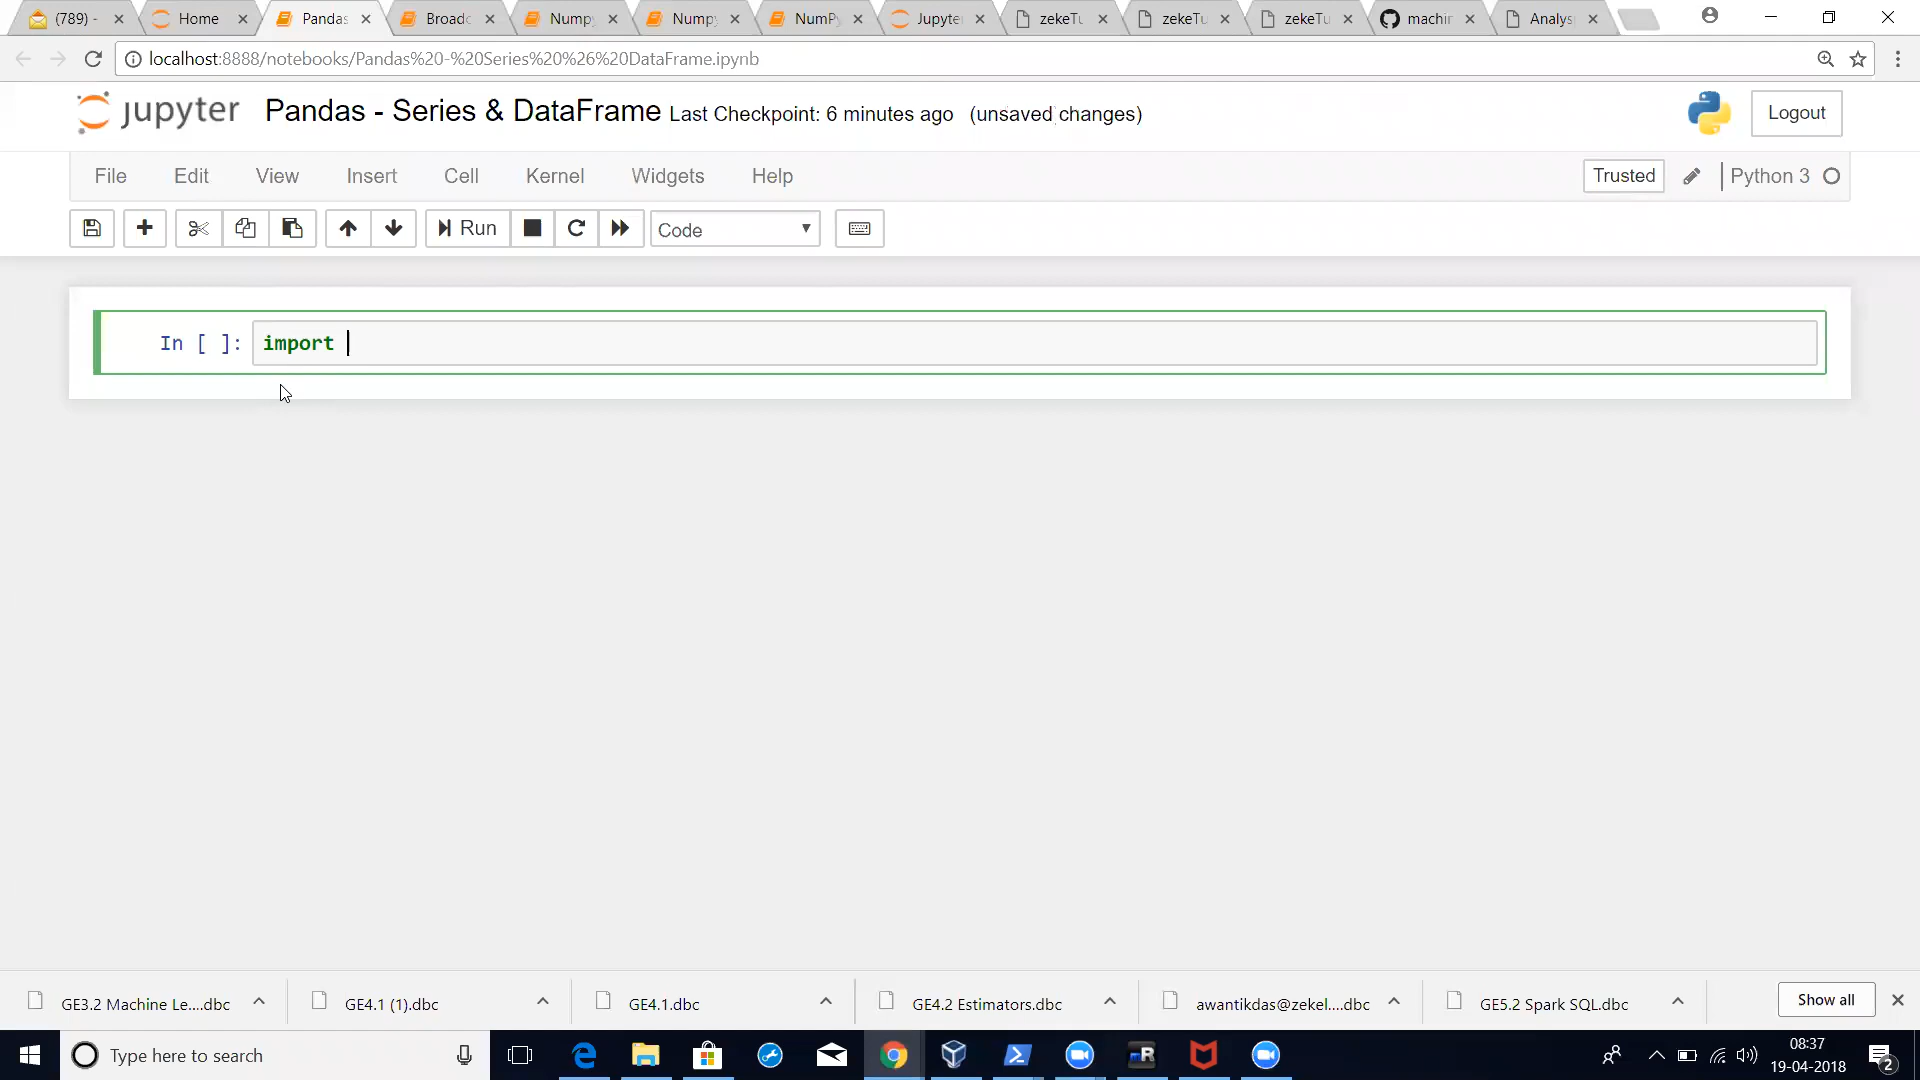 (789) -
Home
Pandas
Broadc
Numpy
Numpy
NumPy
Jupyter
zekeTu
zekeTu
zekeTu
machin
Analys
localhost:8888/notebooks/Pandas%20-%20Series%20%26%20DataFrame.ipynb
jupyter Pandas - Series & DataFrame Last Checkpoint: 6 minutes ago (unsaved changes)
Logout
File Edit View Insert Cell Kernel Widgets Help
Trusted
Python 3
Run
Code
In [ ]: import
GE3.2 Machine Le....dbc
GE4.1 (1).dbc
GE4.1.dbc
GE4.2 Estimators.dbc
awantikdas@zekel....dbc
GE5.2 Spark SQL.dbc
Show all
Type here to search
R
08:37
19-04-2018
2